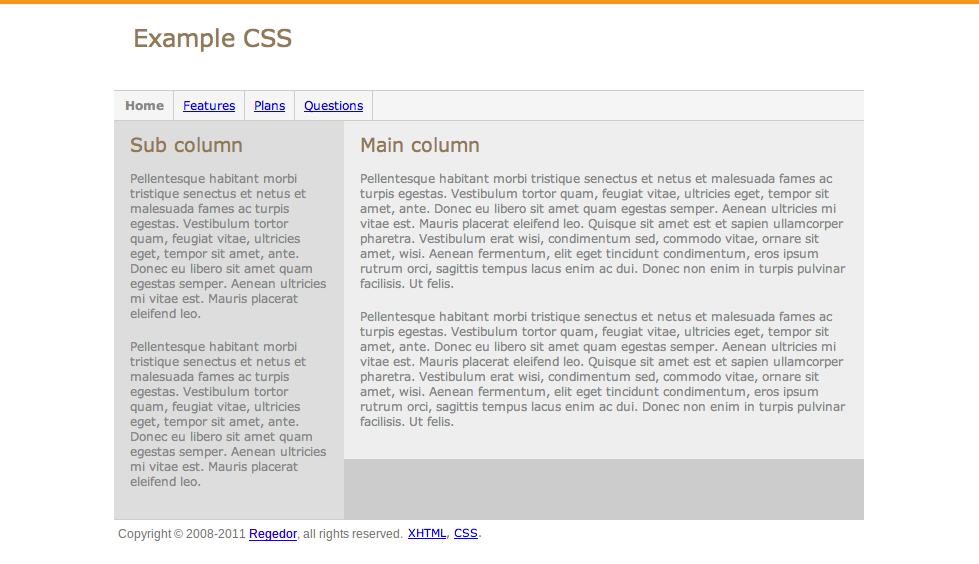 Example CSS
Home Features Plans Questions
Sub column
Pellentesque habitant morbi
tristique senectus et netus et
malesuada fames ac turpis
egestas. Vestibulum tortor
quam, feugiat vitae, ultricies
eget, tempor sit amet, ante.
Donec eu libero sit amet quam
egestas semper. Aenean ultricies
mi vitae est. Mauris placerat
eleifend leo.
Pellentesque habitant morbi
tristique senectus et netus et
malesuada fames ac turpis
egestas. Vestibulum tortor
quam, feugiat vitae, ultricies
eget, tempor sit amet, ante.
Donec eu libero sit amet quam
egestas semper. Aenean ultricies
mi vitae est. Mauris placerat
eleifend leo.
Main column
Pellentesque habitant morbi tristique senectus et netus et malesuada fames ac
turpis egestas. Vestibulum tortor quam, feugiat vitae, ultricies eget, tempor sit
amet, ante. Donec eu libero sit amet quam egestas semper. Aenean ultricies mi
vitae est. Mauris placerat eleifend leo. Quisque sit amet est et sapien ullamcorper
pharetra. Vestibulum erat wisi, condimentum sed, commodo vitae, ornare sit
amet, wisi. Aenean fermentum, elit eget tincidunt condimentum, eros ipsum
rutrum orci, sagittis tempus lacus enim ac dui. Donec non enim in turpis pulvinar
facilisis. Ut felis.
Pellentesque habitant morbi tristique senectus et netus et malesuada fames ac
turpis egestas. Vestibulum tortor quam, feugiat vitae, ultricies eget, tempor sit
amet, ante. Donec eu libero sit amet quam egestas semper. Aenean ultricies mi
vitae est. Mauris placerat eleifend leo. Quisque sit amet est et sapien ullamcorper
pharetra. Vestibulum erat wisi, condimentum sed, commodo vitae, ornare sit
amet, wisi. Aenean fermentum, elit eget tincidunt condimentum, eros ipsum
rutrum orci, sagittis tempus lacus enim ac dui. Donec non enim in turpis pulvinar
facilisis. Ut felis.
Copyright © 2008-2011 Regedor, all rights reserved. XHTML, CSS.